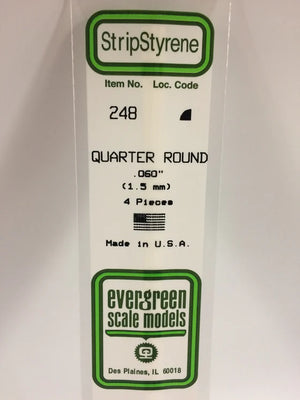 StripStyrene
Item No. Loc. Code
248
QUARTER ROUND
.060"
(1.5 mm)
4 Pieces
Made in U.S.A.
evergreen
scale models
Des Plaines, IL 60018